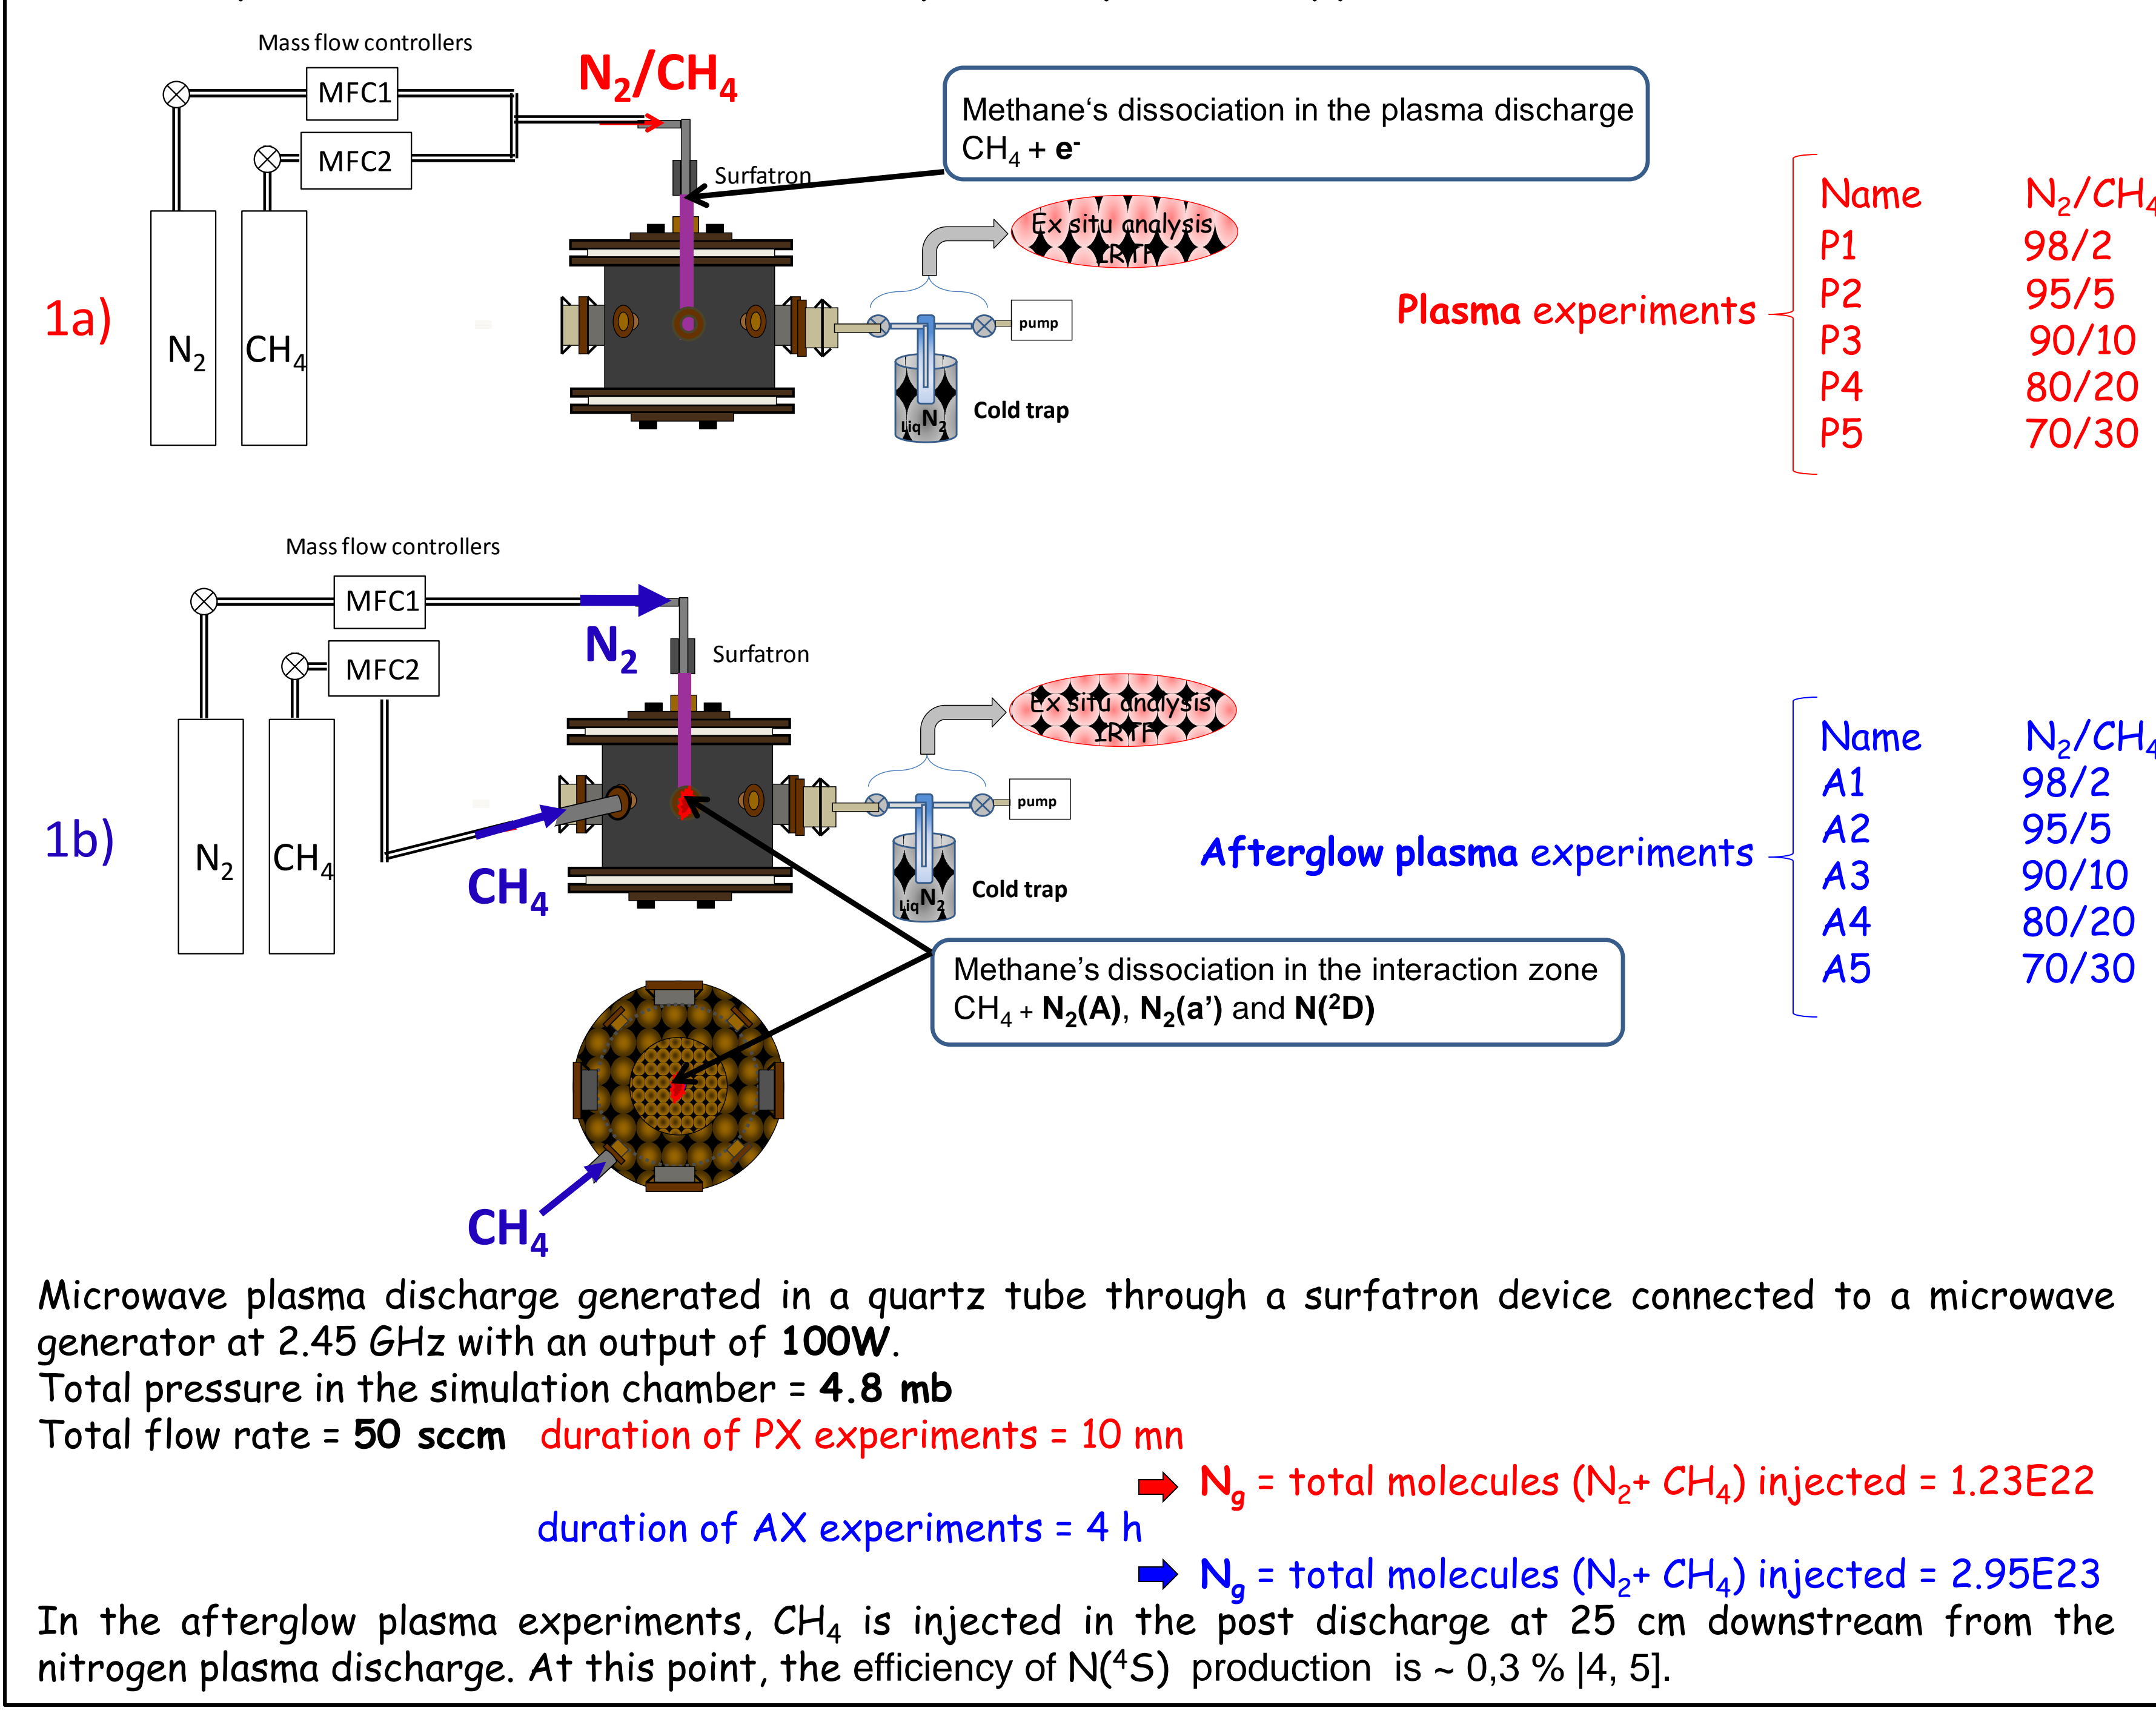 Mass flow controllers
MFC1
MFC2
N₂/CH₄
Methane‘s dissociation in the plasma discharge
CH₄ + e⁻
Surfatron
Ex situ analysis
IRTF
pump
N₂
CH₄
Liq N₂
Cold trap
1a)
Plasma experiments
Name N₂/CH₄
P1 98/2
P2 95/5
P3 90/10
P4 80/20
P5 70/30
Mass flow controllers
MFC1
MFC2
N₂
Surfatron
Ex situ analysis
IRTF
pump
N₂
CH₄
CH₄
Liq N₂
Cold trap
1b)
Afterglow plasma experiments
Name N₂/CH₄
A1 98/2
A2 95/5
A3 90/10
A4 80/20
A5 70/30
Methane’s dissociation in the interaction zone
CH₄ + N₂(A), N₂(a’) and N(²D)
CH₄
Microwave plasma discharge generated in a quartz tube through a surfatron device connected to a microwave
generator at 2.45 GHz with an output of 100W.
Total pressure in the simulation chamber = 4.8 mb
Total flow rate = 50 sccm duration of PX experiments = 10 mn
N<sub>g</sub> = total molecules (N₂+ CH₄) injected = 1.23E22
duration of AX experiments = 4 h
N<sub>g</sub> = total molecules (N₂+ CH₄) injected = 2.95E23
In the afterglow plasma experiments, CH₄ is injected in the post discharge at 25 cm downstream from the
nitrogen plasma discharge. At this point, the efficiency of N(⁴S) production is ~ 0,3 % |4, 5].